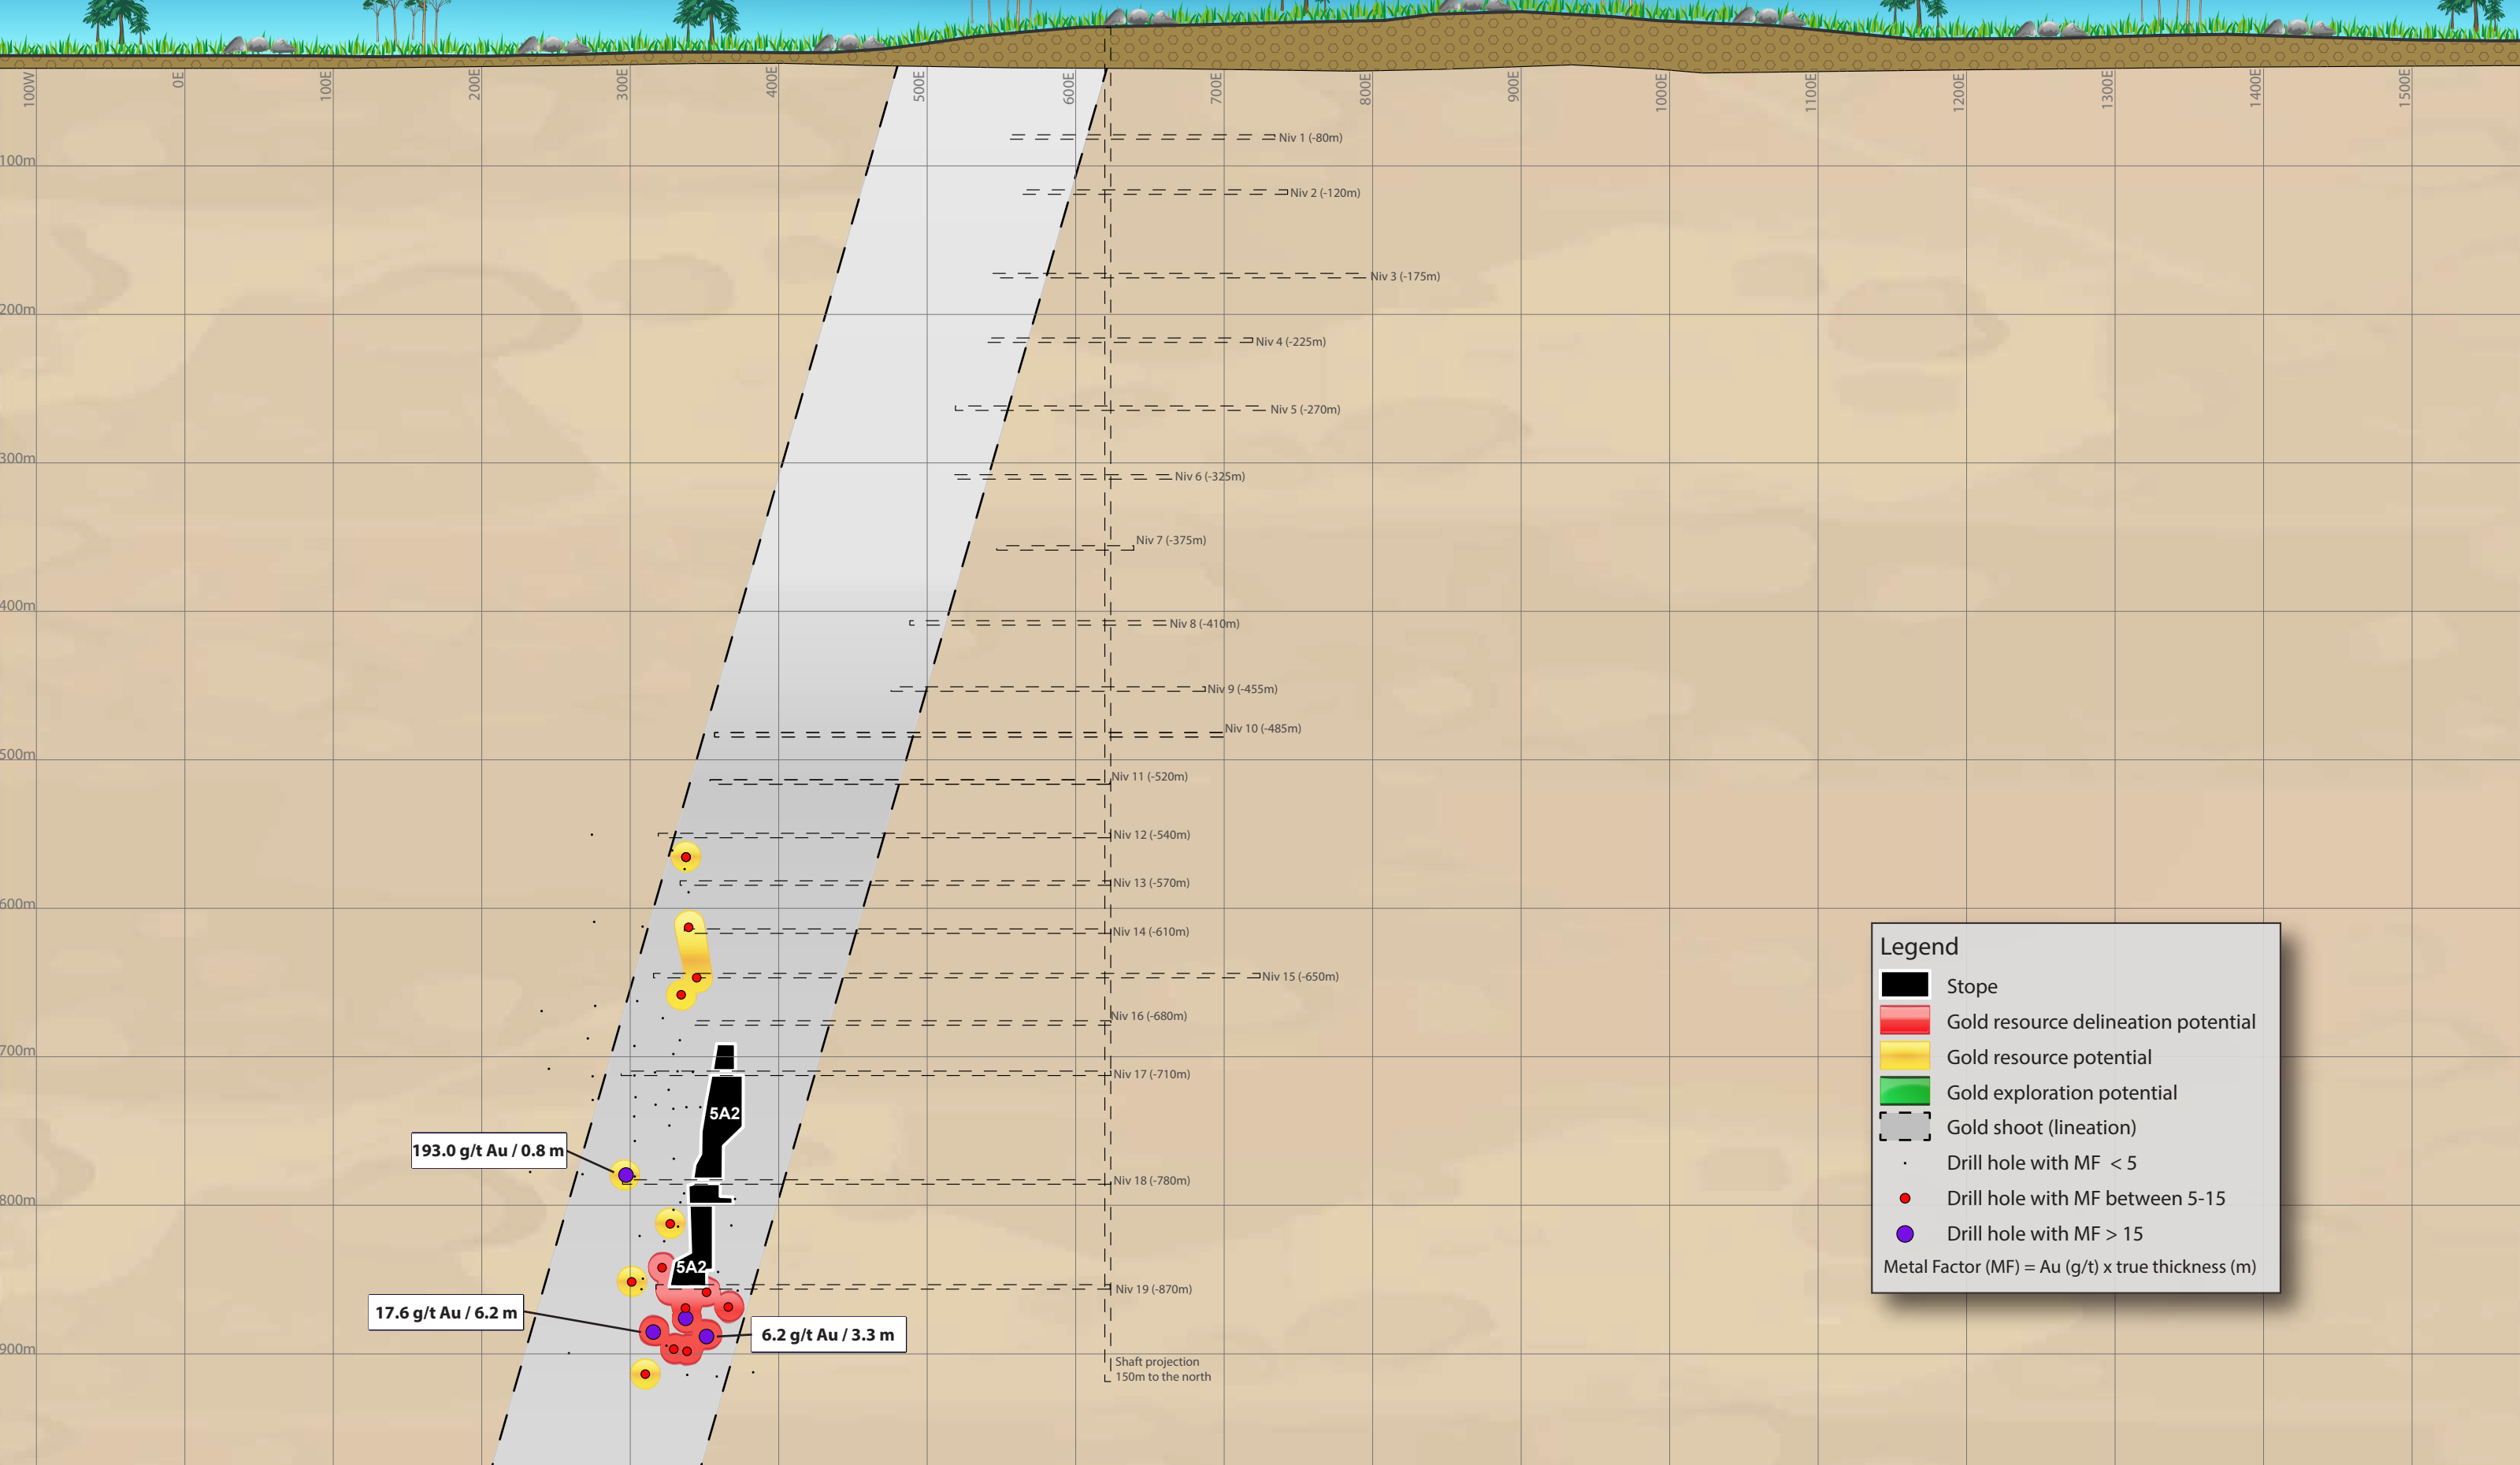 100W
0E
100E
200E
300E
400E
500E
600E
700E
800E
900E
1000E
1100E
1200E
1300E
1400E
1500E
Niv 1 (-80m)
100m
Niv 2 (-120m)
Niv 3 (-175m)
200m
Niv 4 (-225m)
Niv 5 (-270m)
300m
Niv 6 (-325m)
Niv 7 (-375m)
400m
Niv 8 (-410m)
Niv 9 (-455m)
Niv 10 (-485m)
500m
Niv 11 (-520m)
Niv 12 (-540m)
Niv 13 (-570m)
600m
Niv 14 (-610m)
Niv 15 (-650m)
Niv 16 (-680m)
700m
Niv 17 (-710m)
5A2
193.0 g/t Au / 0.8 m
Niv 18 (-780m)
800m
5A2
Niv 19 (-870m)
17.6 g/t Au / 6.2 m
6.2 g/t Au / 3.3 m
900m
Shaft projection
150m to the north
Legend
Stope
Gold resource delineation potential
Gold resource potential
Gold exploration potential
Gold shoot (lineation)
Drill hole with MF < 5
Drill hole with MF between 5-15
Drill hole with MF > 15
Metal Factor (MF) = Au (g/t) x true thickness (m)